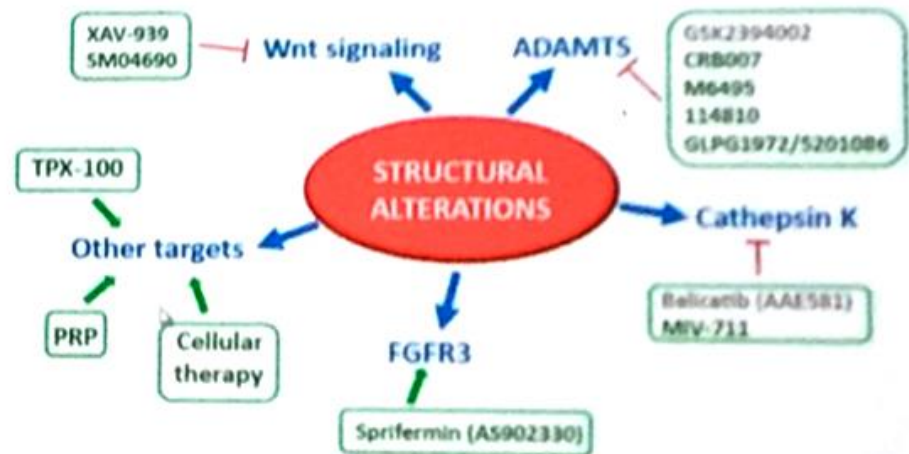 XAV-939
SM04690
Wnt signaling
ADAMTS
GSK2394002
CRB007
M6495
114810
GLPG1972/S201086
STRUCTURAL
ALTERATIONS
TPX-100
Other targets
PRP
Cellular
therapy
Cathepsin K
Balicatib (AAE581)
MIV-711
FGFR3
Sprifermin (AS902330)